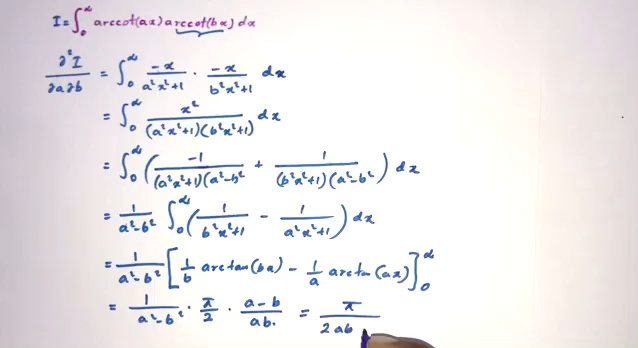 I = ∫₀^∞ arccot(ax) arccot(bx) dx
∂²I/∂a∂b = ∫₀^∞ -x/(a²x²+1) · -x/(b²x²+1) dx
= ∫₀^∞ x²/((a²x²+1)(b²x²+1)) dx
= ∫₀^∞ (-1/((a²x²+1)(a²-b²) + 1/((b²x²+1)(a²-b²)) dx
= 1/(a²-b²) ∫₀^∞ (1/(b²x²+1) - 1/(a²x²+1)) dx
= 1/(a²-b²) [1/b arctan(bx) - 1/a arctan(ax)]₀^∞
= 1/(a²-b²) · π/2 · (a-b)/ab. = π/(2ab